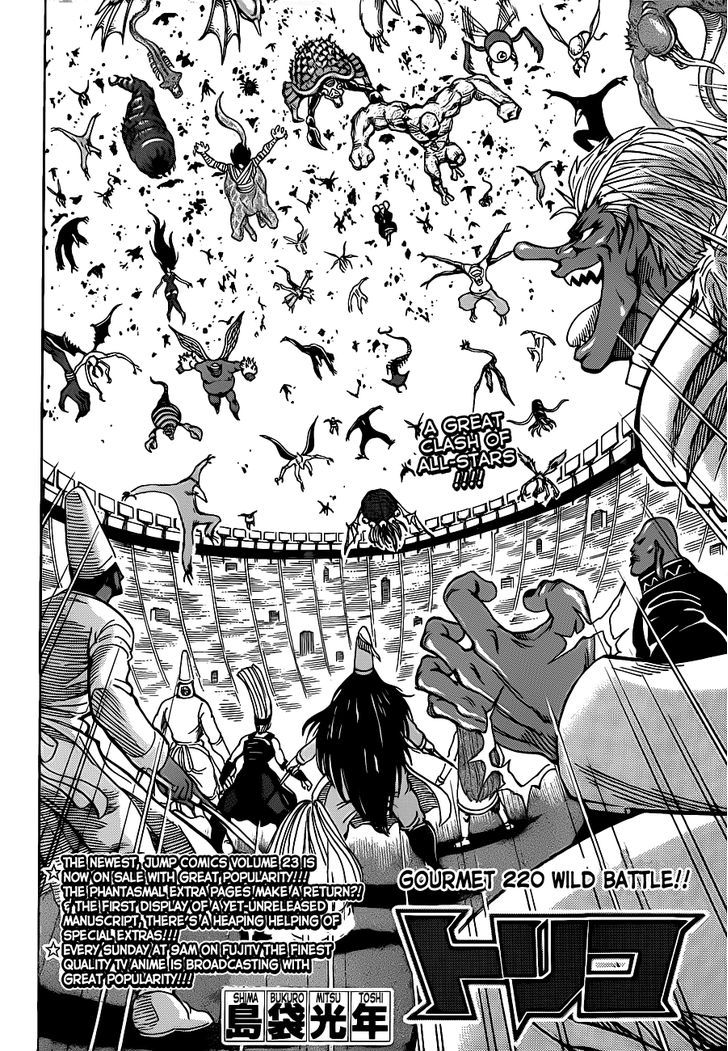 A GREAT
CLASH OF
ALL-STARS
!!!!
GOURMET 220 WILD BATTLE!!
トリコ
☆ THE NEWEST, JUMP COMICS VOLUME 23 IS
NOW ON SALE WITH GREAT POPULARITY!!!
THE PHANTASMAL EXTRA PAGES MAKE A RETURN?!
& THE FIRST DISPLAY OF A YET-UNRELEASED
MANUSCRIPT, THERE'S A HEAPING HELPING OF
SPECIAL EXTRAS!!!
☆ EVERY SUNDAY AT 9AM ON FUJITV THE FINEST
QUALITY TV ANIME IS BROADCASTING WITH
GREAT POPULARITY!!!
SHIMA BUKURO MITSU TOSHI
島袋光年